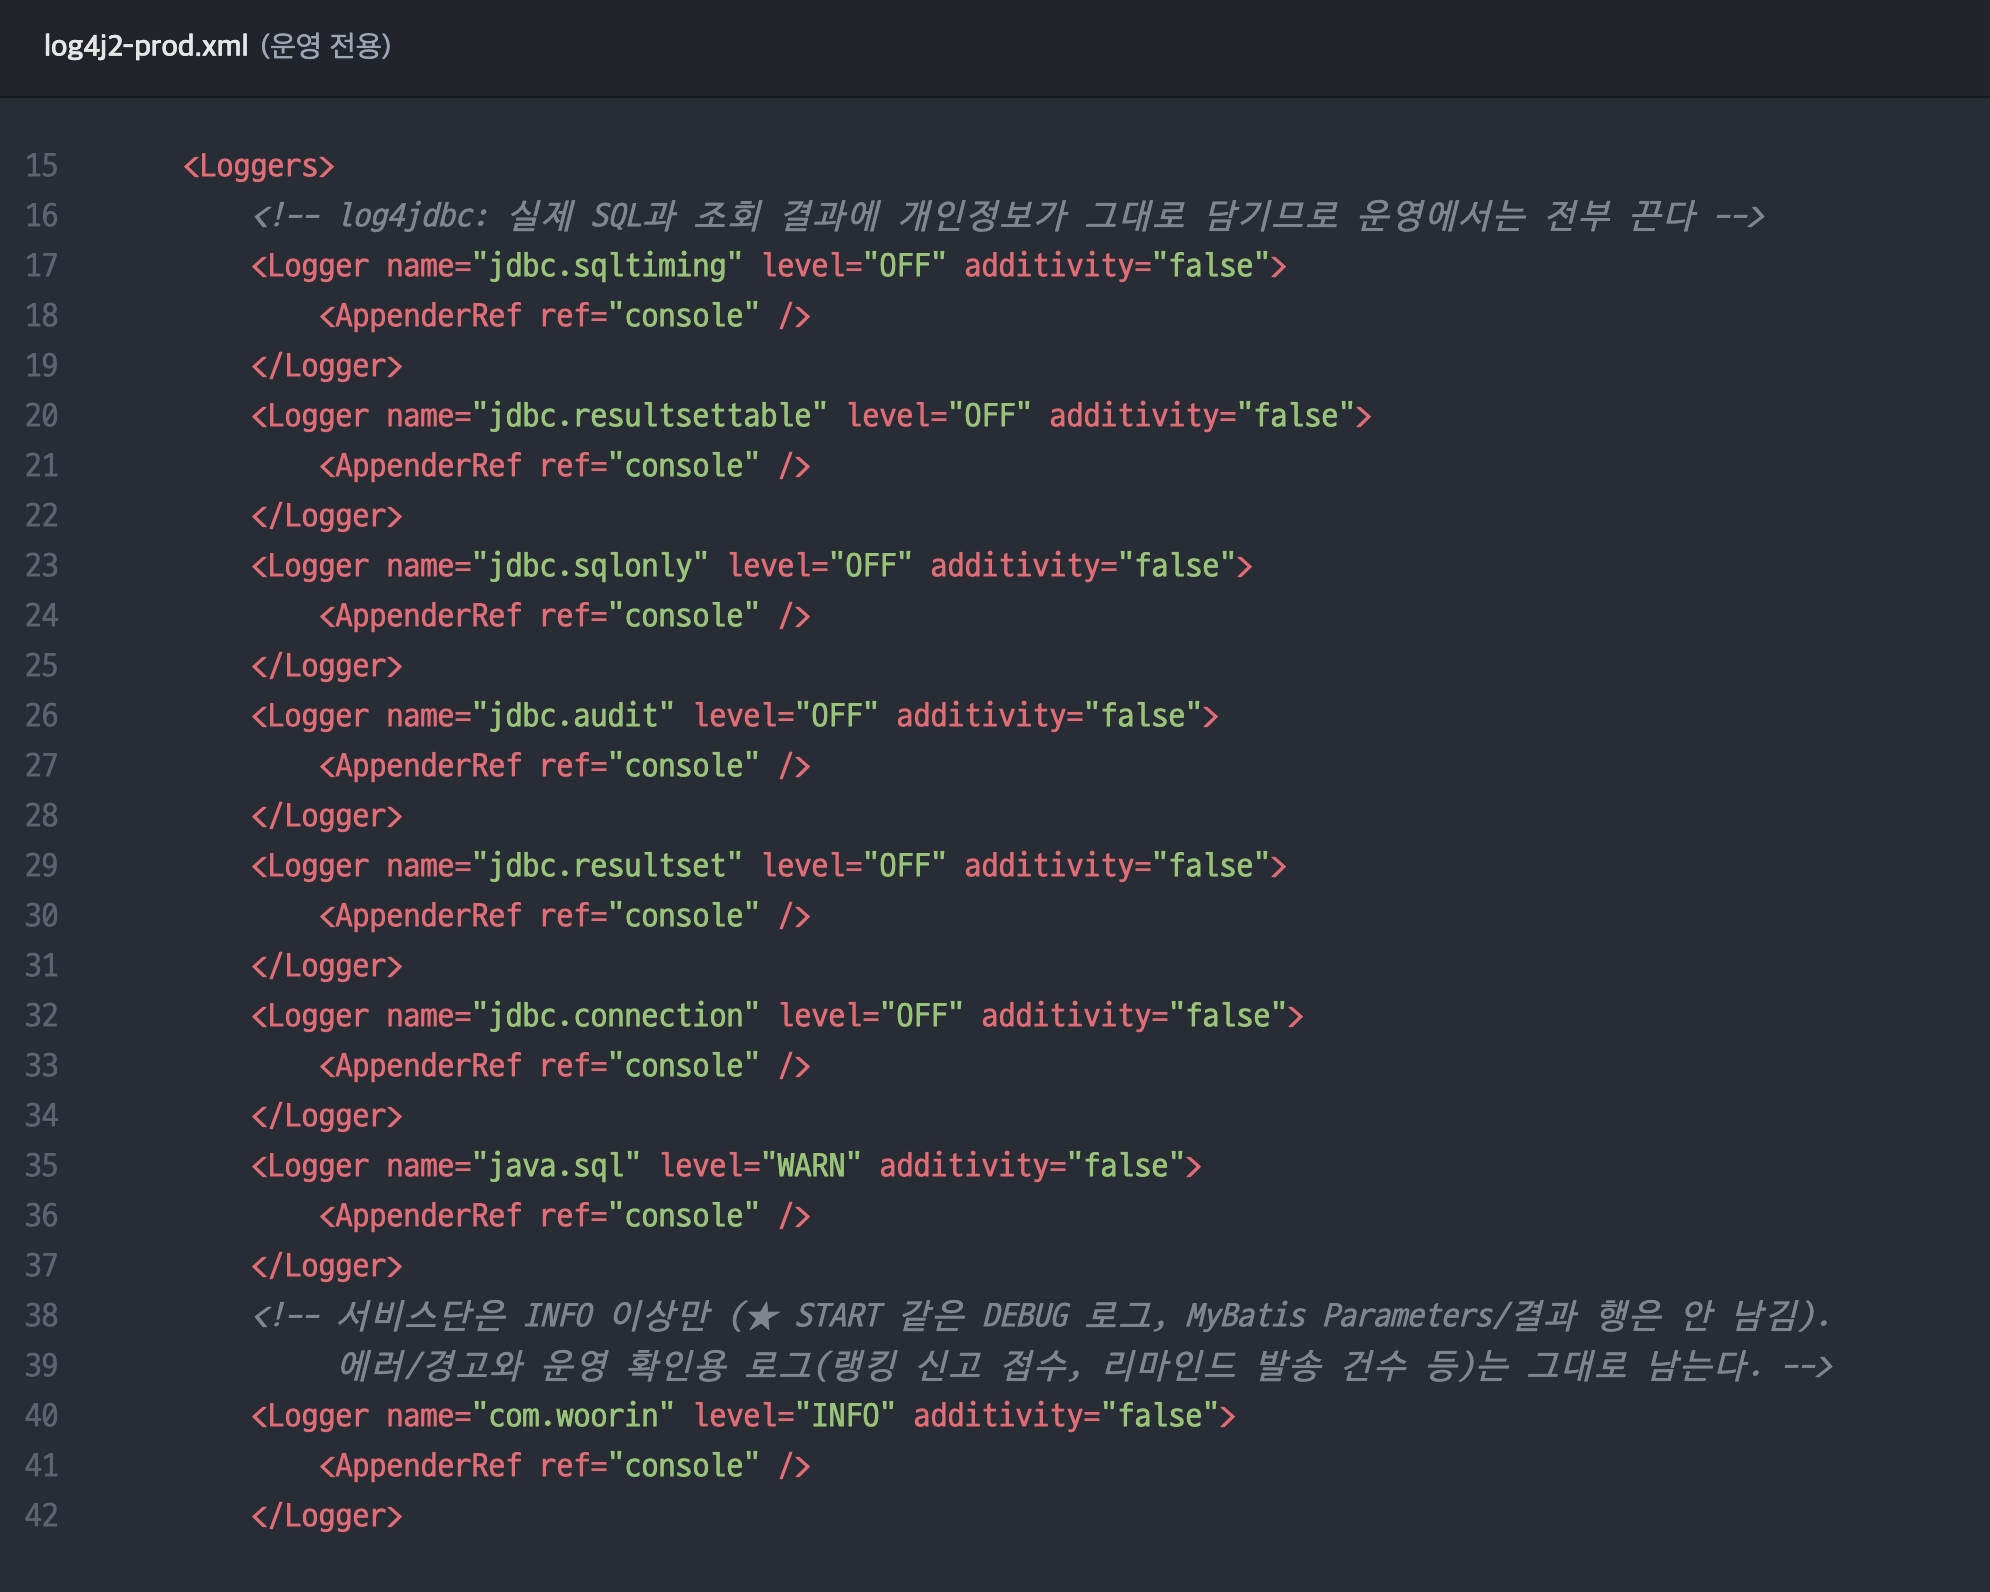 log4j2-prod.xml (운영 전용)
15 <Loggers>
16 <!-- log4jdbc: 실제 SQL과 조회 결과에 개인정보가 그대로 담기므로 운영에서는 전부 끈다 -->
17 <Logger name="jdbc.sqltiming" level="OFF" additivity="false">
18 <AppenderRef ref="console" />
19 </Logger>
20 <Logger name="jdbc.resultsettable" level="OFF" additivity="false">
21 <AppenderRef ref="console" />
22 </Logger>
23 <Logger name="jdbc.sqlonly" level="OFF" additivity="false">
24 <AppenderRef ref="console" />
25 </Logger>
26 <Logger name="jdbc.audit" level="OFF" additivity="false">
27 <AppenderRef ref="console" />
28 </Logger>
29 <Logger name="jdbc.resultset" level="OFF" additivity="false">
30 <AppenderRef ref="console" />
31 </Logger>
32 <Logger name="jdbc.connection" level="OFF" additivity="false">
33 <AppenderRef ref="console" />
34 </Logger>
35 <Logger name="java.sql" level="WARN" additivity="false">
36 <AppenderRef ref="console" />
37 </Logger>
38 <!-- 서비스단은 INFO 이상만 (★ START 같은 DEBUG 로그, MyBatis Parameters/결과 행은 안 남김).
39 에러/경고와 운영 확인용 로그(랭킹 신고 접수, 리마인드 발송 건수 등)는 그대로 남는다. -->
40 <Logger name="com.woorin" level="INFO" additivity="false">
41 <AppenderRef ref="console" />
42 </Logger>